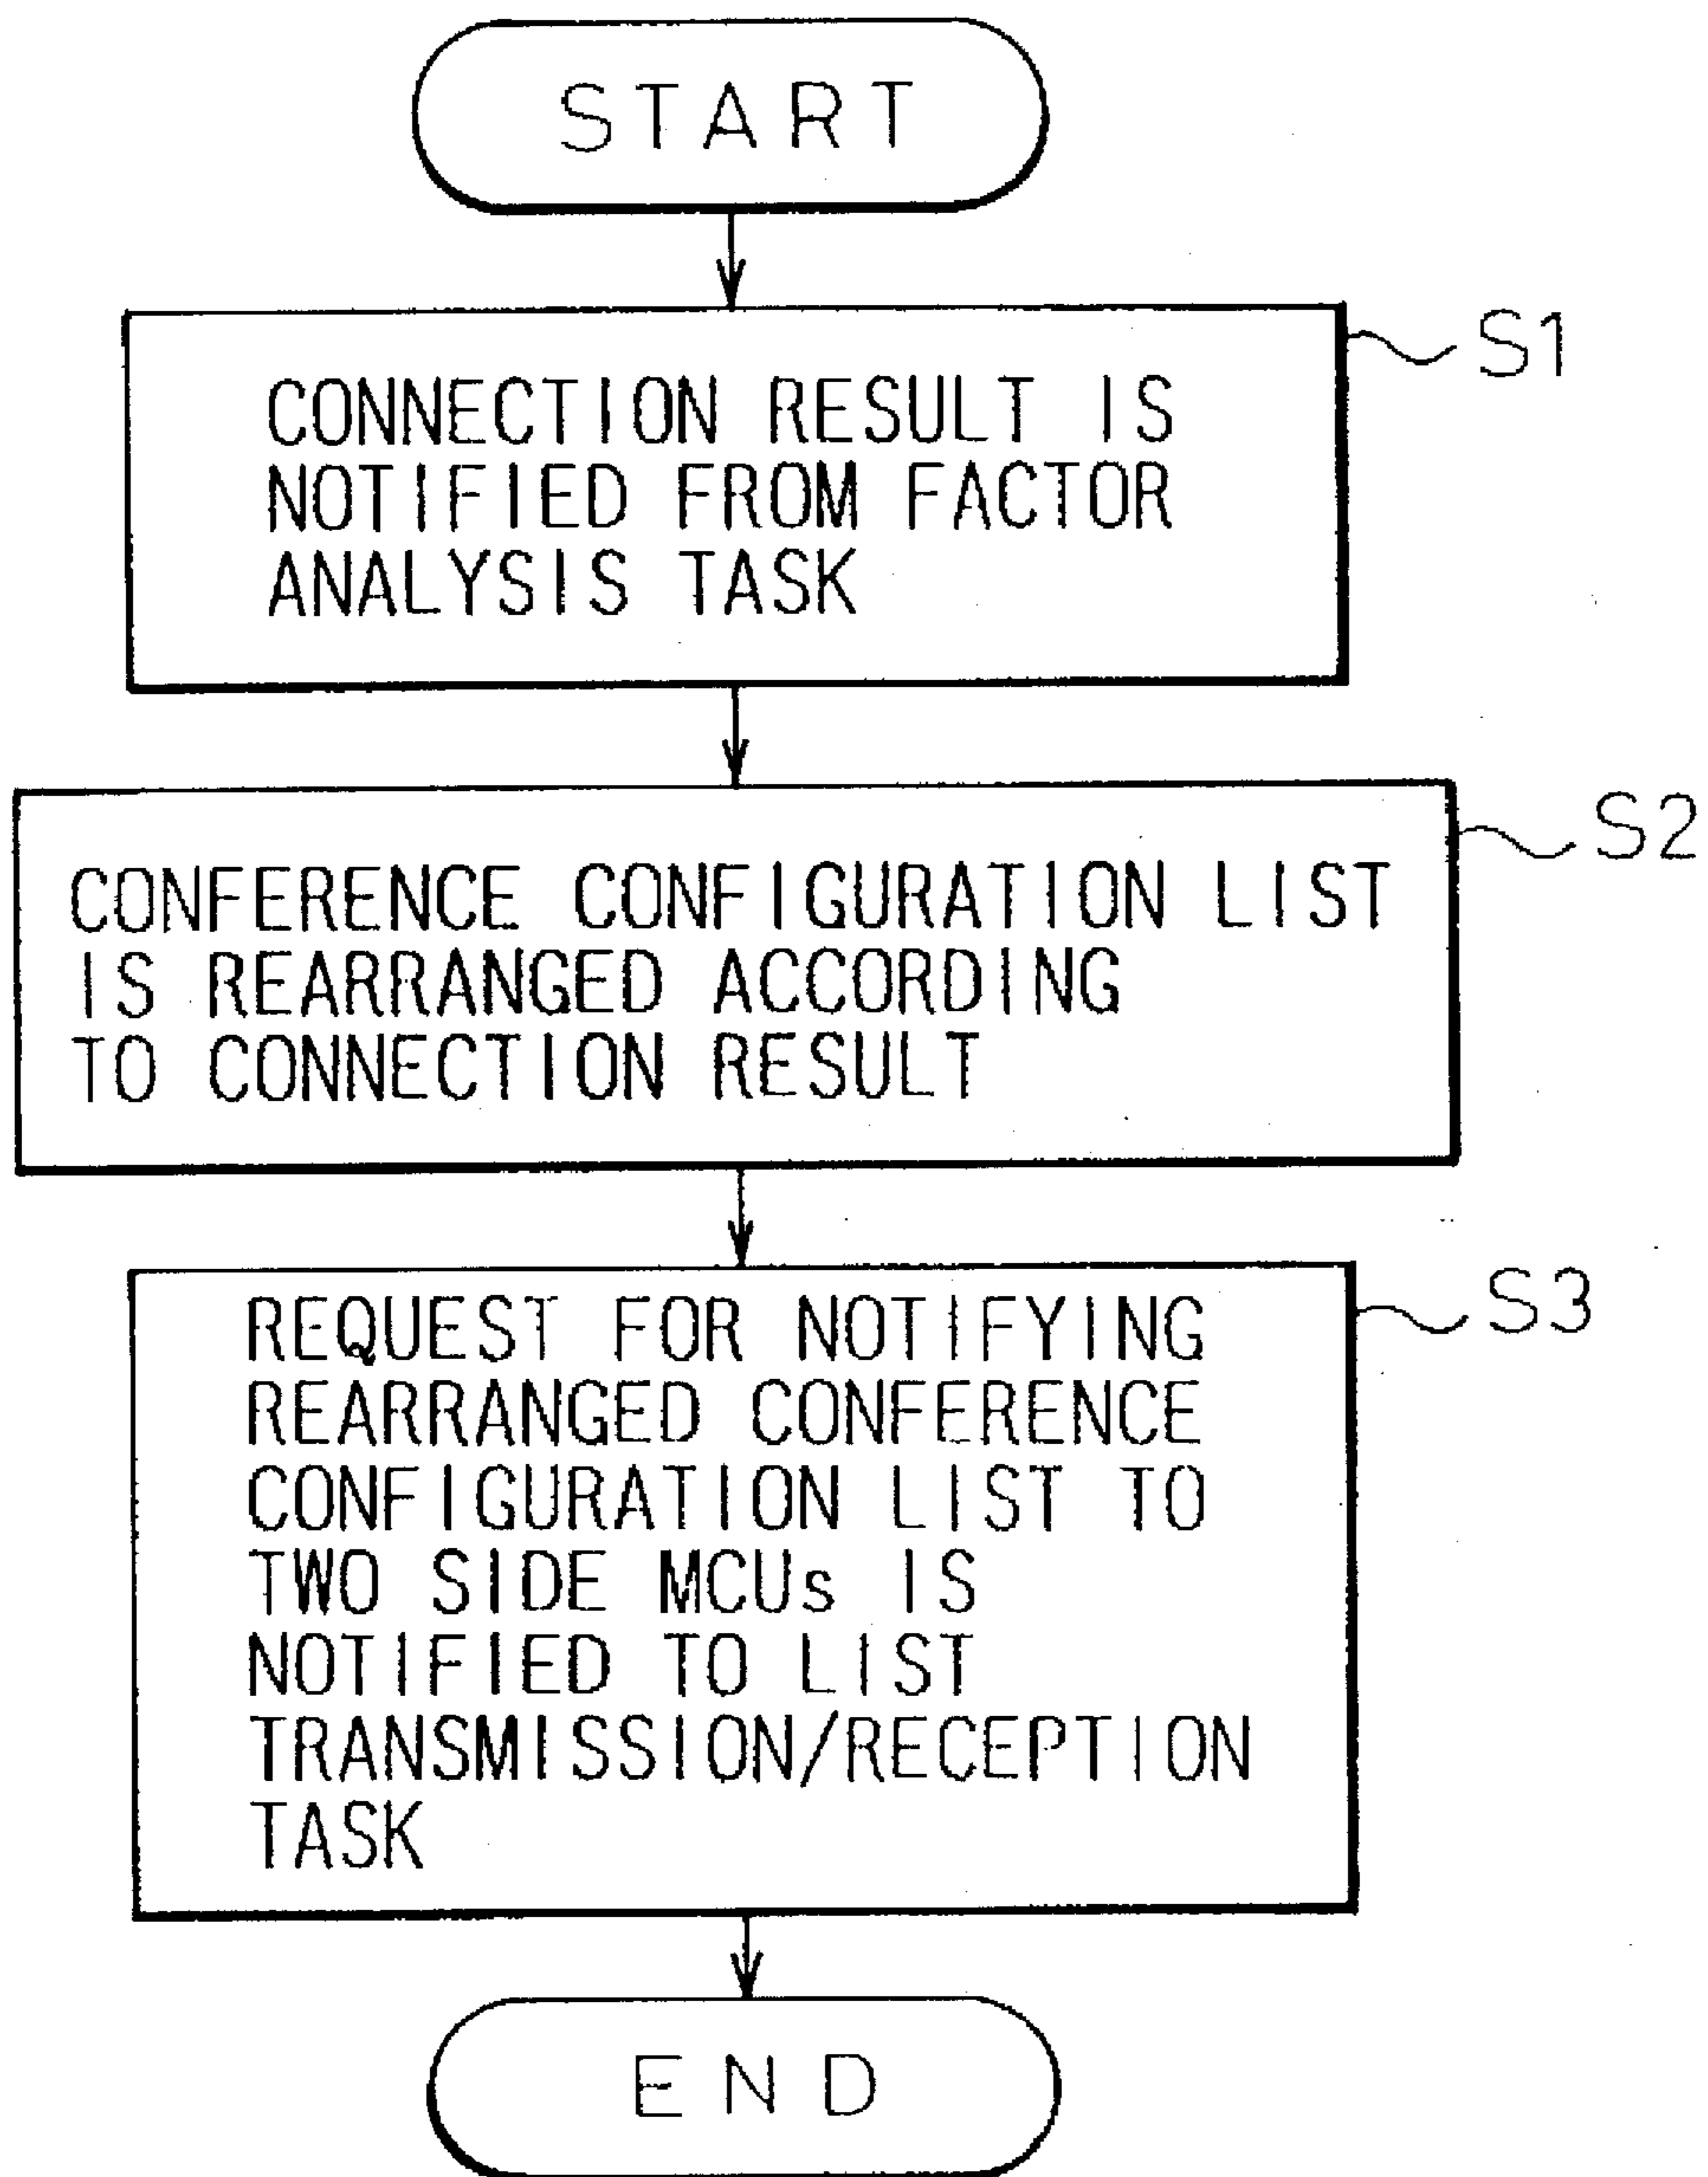 START
S1
CONNECTION RESULT IS
NOTIFIED FROM FACTOR
ANALYSIS TASK
S2
CONFERENCE CONFIGURATION LIST
IS REARRANGED ACCORDING
TO CONNECTION RESULT
S3
REQUEST FOR NOTIFYING
REARRANGED CONFERENCE
CONFIGURATION LIST TO
TWO SIDE MCUs IS
NOTIFIED TO LIST
TRANSMISSION/RECEPTION
TASK
END